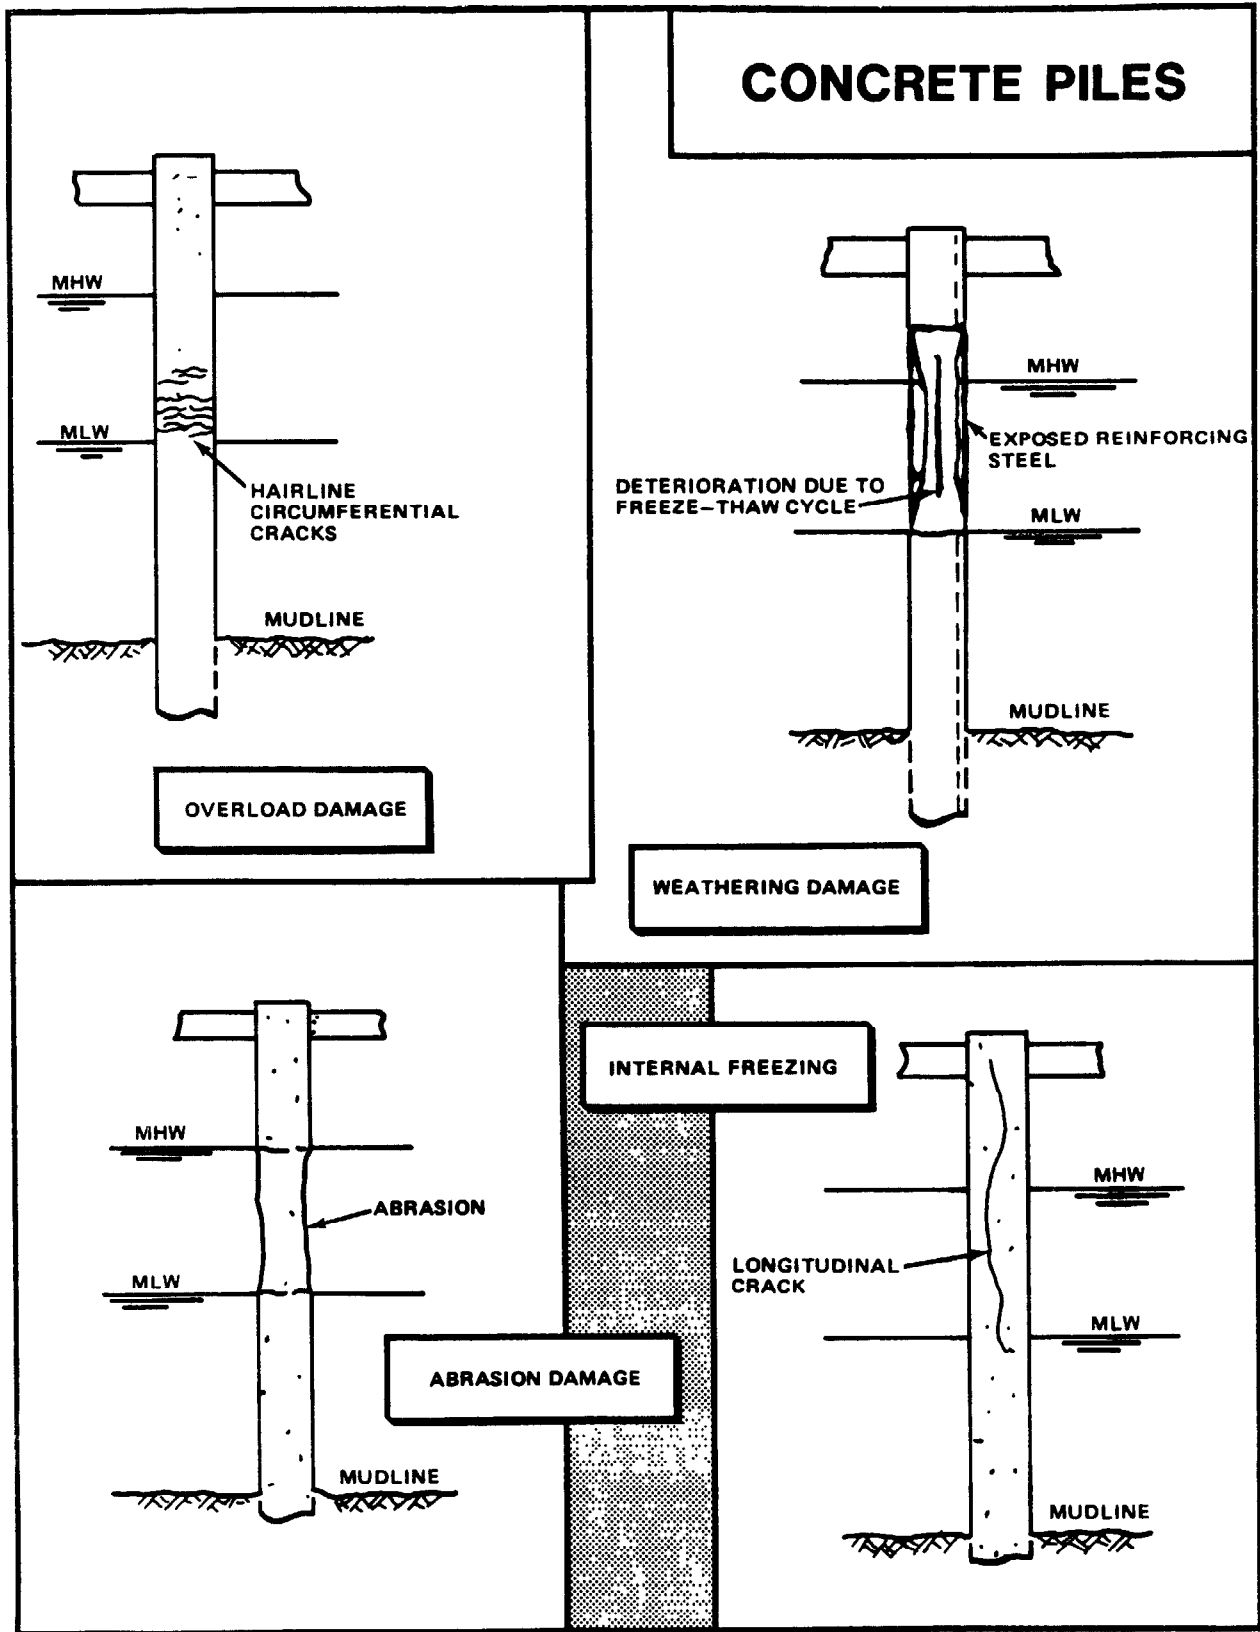 CONCRETE PILES
MHW
MLW
HAIRLINE
CIRCUMFERENTIAL
CRACKS
MUDLINE
OVERLOAD DAMAGE
MHW
EXPOSED REINFORCING
STEEL
DETERIORATION DUE TO
FREEZE-THAW CYCLE
MLW
MUDLINE
WEATHERING DAMAGE
MHW
ABRASION
MLW
ABRASION DAMAGE
MUDLINE
INTERNAL FREEZING
MHW
LONGITUDINAL
CRACK
MLW
MUDLINE